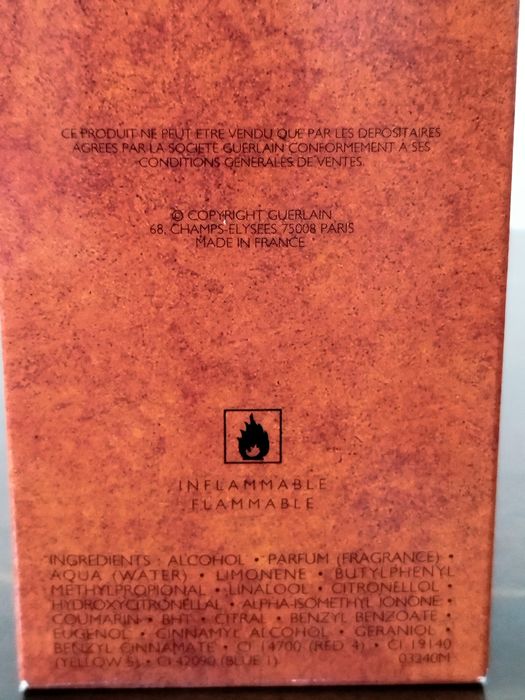 CE PRODUIT NE PEUT ETRE VENDU QUE PAR LES DEPOSITAIRES
AGREES PAR LA SOCIETE GUERLAIN CONFORMEMENT A SES
CONDITIONS GENERALES DE VENTES.
© COPYRIGHT GUERLAIN
68, CHAMPS-ELYSEES 75008 PARIS
MADE IN FRANCE
INFLAMMABLE
FLAMMABLE
INGREDIENTS : ALCOHOL • PARFUM (FRAGRANCE) •
AQUA (WATER) • LIMONENE • BUTYLPHENYL
METHYLPROPIONAL • LINALOOL • CITRONELLOL •
HYDROXYCITRONELLAL • ALPHA-ISOMETHYL IONONE •
COUMARIN • BHT • CITRAL • BENZYL BENZOATE •
EUGENOL • CINNAMYL ALCOHOL • GERANIOL •
BENZYL CINNAMATE • CI 14700 (RED 4) • CI 19140
(YELLOW 5) • CI 42090 (BLUE 1) 03240M